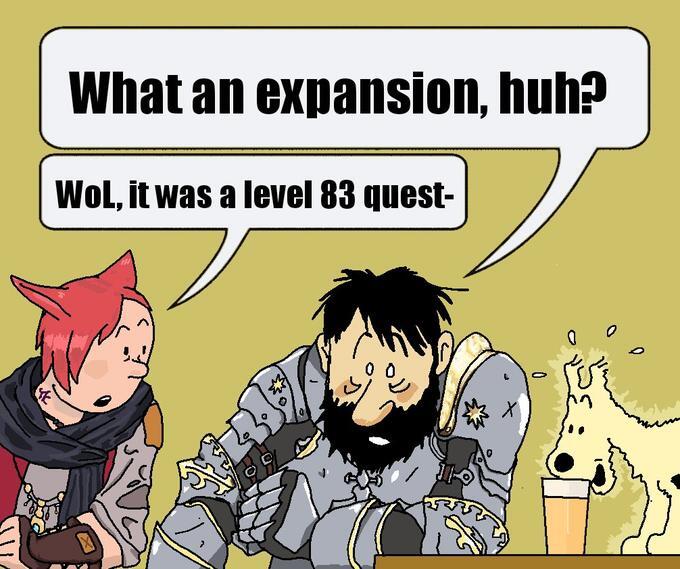 What an expansion, huh?
WoL, it was a level 83 quest-